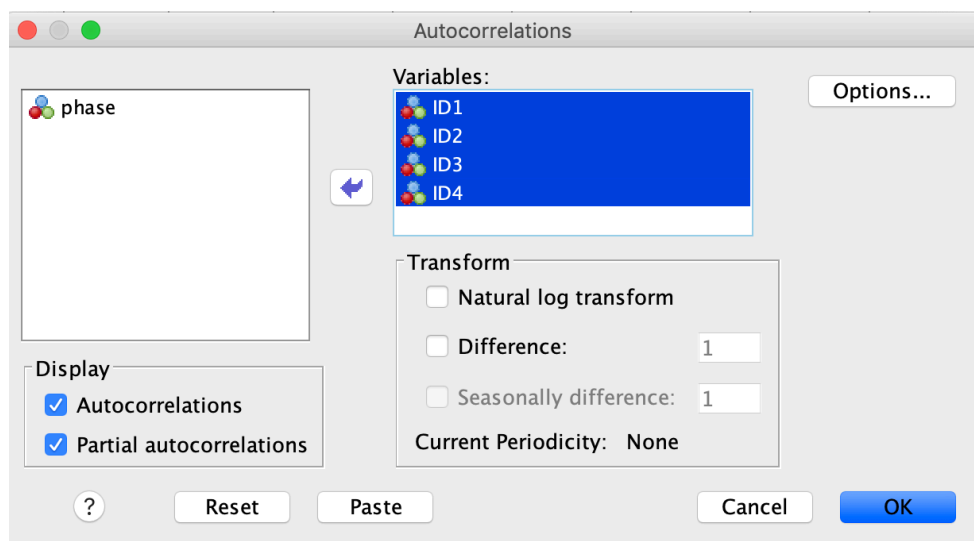 Autocorrelations
phase
Variables:
ID1
ID2
ID3
ID4
Options...
Transform
Natural log transform
Difference: 1
Seasonally difference: 1
Current Periodicity: None
Display
Autocorrelations
Partial autocorrelations
? Reset Paste Cancel OK